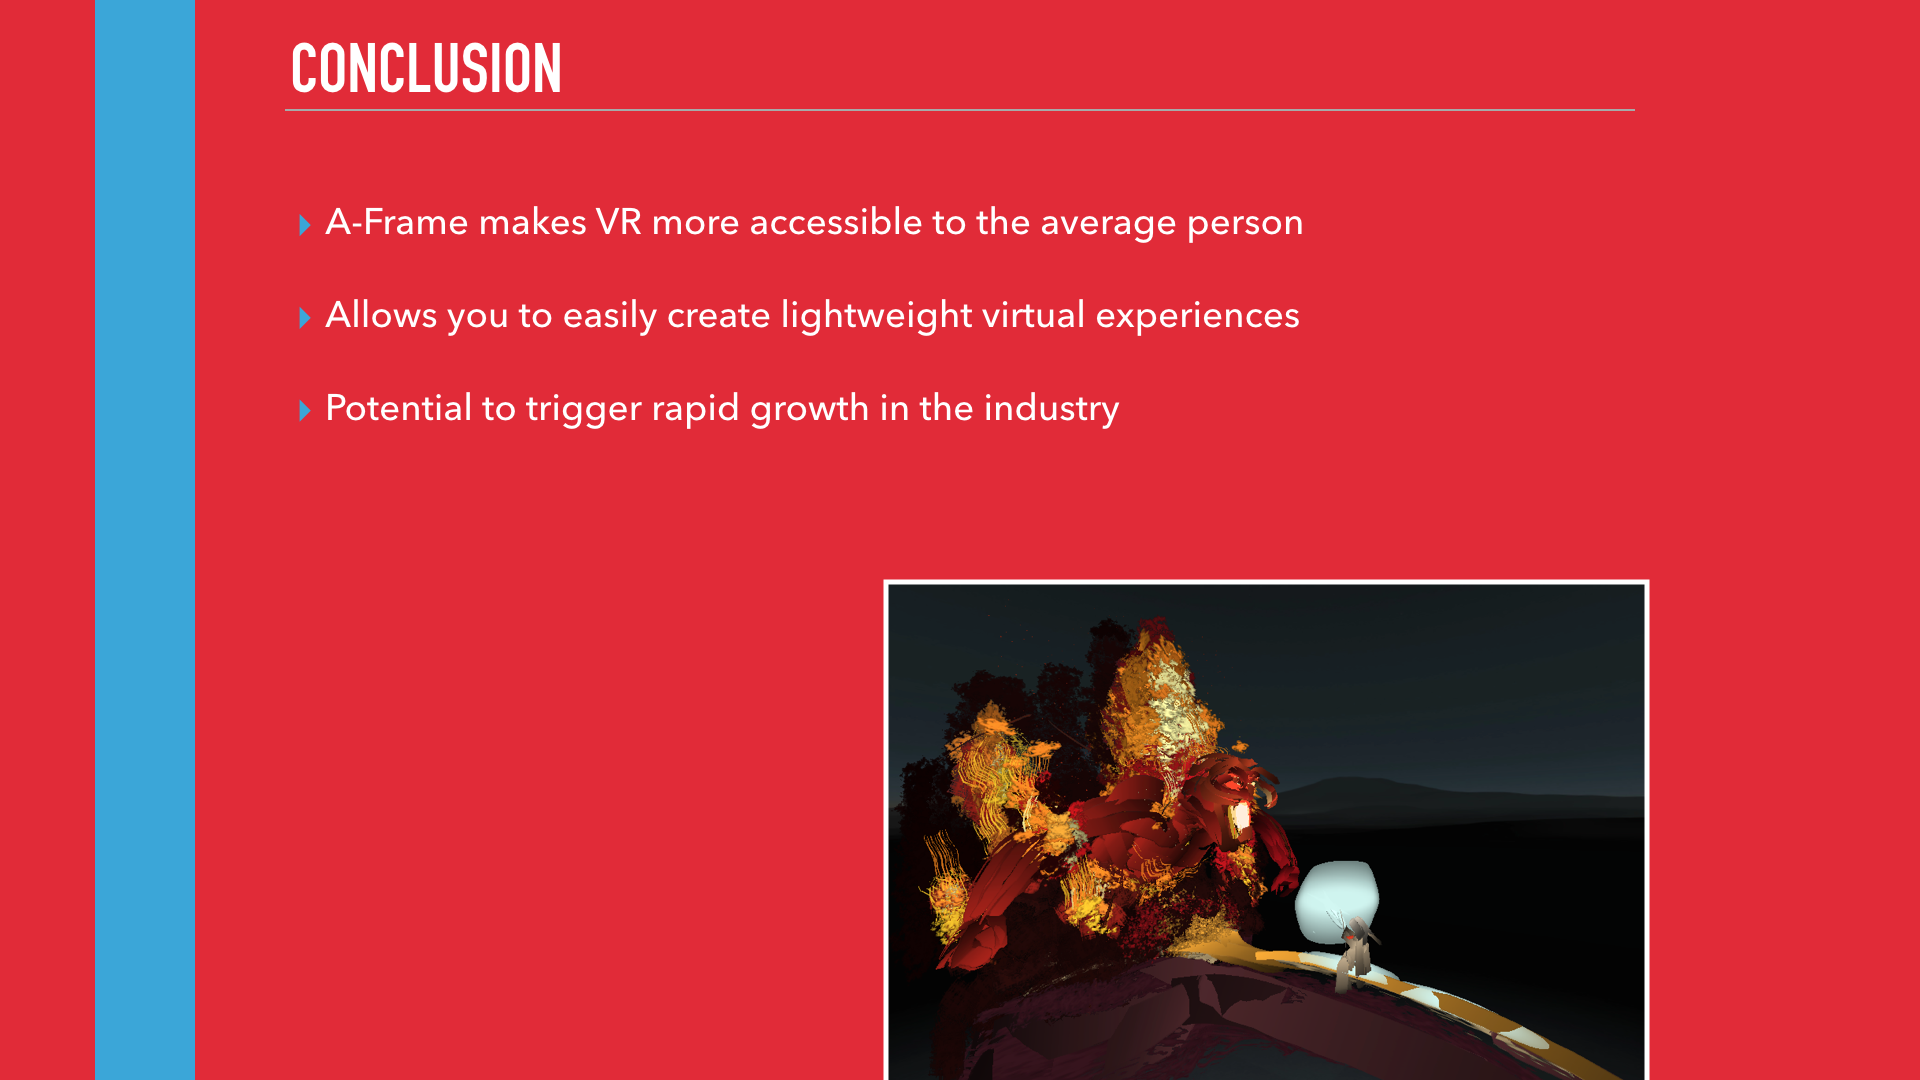 CONCLUSION
A-Frame makes VR more accessible to the average person
Allows you to easily create lightweight virtual experiences
Potential to trigger rapid growth in the industry